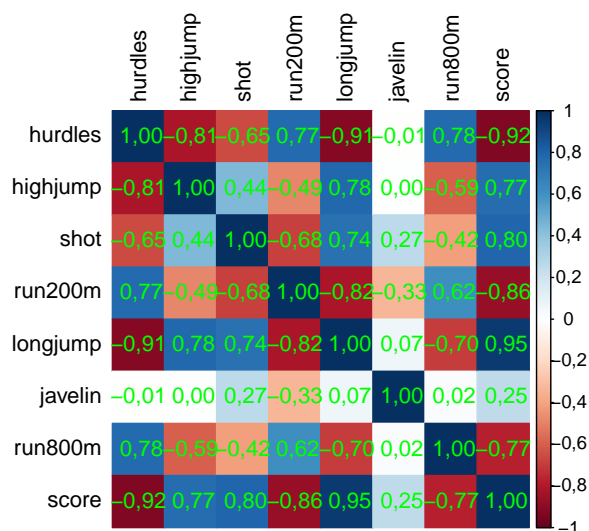 hurdles highjump shot run200m longjump javelin run800m score
hurdles 1,00 −0,81 −0,65 0,77 −0,91 −0,01 0,78 −0,92
highjump −0,81 1,00 0,44 −0,49 0,78 0,00 −0,59 0,77
shot −0,65 0,44 1,00 −0,68 0,74 0,27 −0,42 0,80
run200m 0,77 −0,49 −0,68 1,00 −0,82 −0,33 0,62 −0,86
longjump −0,91 0,78 0,74 −0,82 1,00 0,07 −0,70 0,95
javelin −0,01 0,00 0,27 −0,33 0,07 1,00 0,02 0,25
run800m 0,78 −0,59 −0,42 0,62 −0,70 0,02 1,00 −0,77
score −0,92 0,77 0,80 −0,86 0,95 0,25 −0,77 1,00
1
0,8
0,6
0,4
0,2
0
−0,2
−0,4
−0,6
−0,8
−1